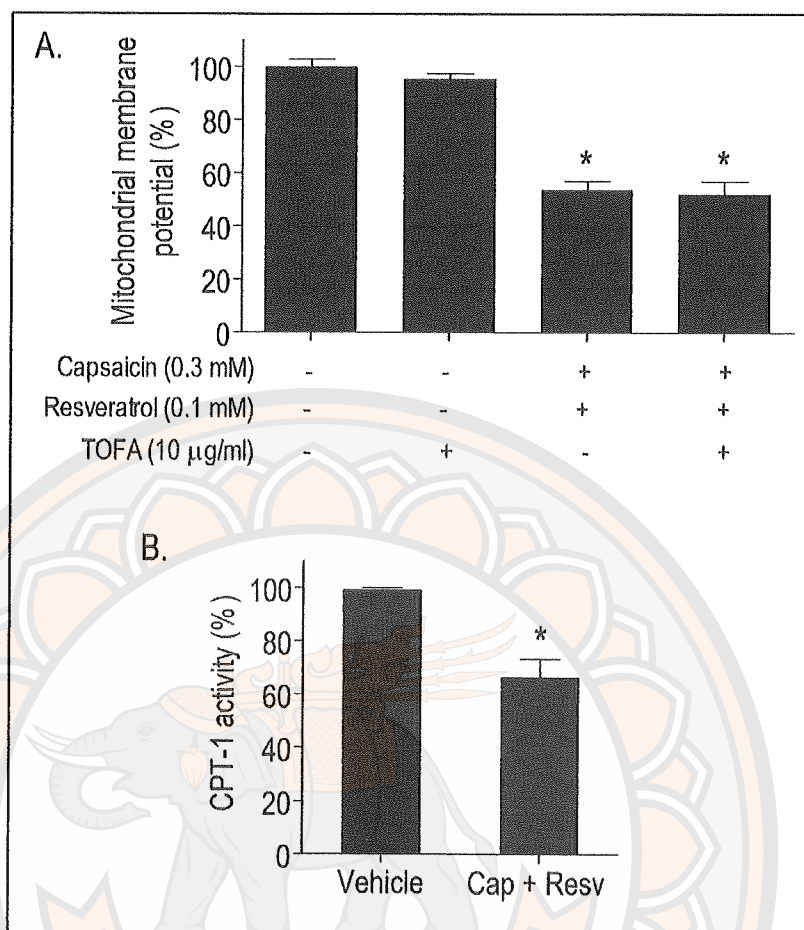 A.
Mitochondrial membrane
potential (%)
100
80
60
40
20
0
*
*
Capsaicin (0.3 mM) - - + +
Resveratrol (0.1 mM) - - + +
TOFA (10 μg/ml) - + - +
B.
CPT-1 activity (%)
100
80
60
40
20
0
*
Vehicle Cap + Resv